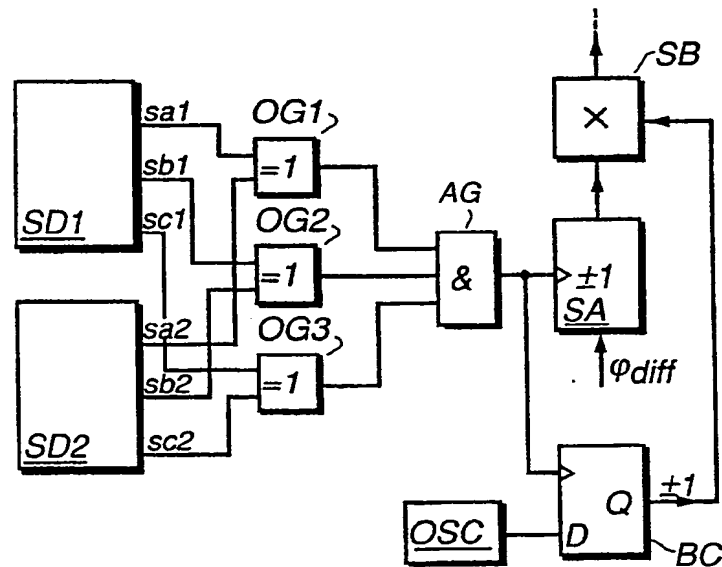 SB
×
OG1
sa1
=1
sb1
AG
sc1
OG2
SD1
=1
&
±1
SA
OG3
sa2
=1
φdiff
sb2
sc2
SD2
±1
Q
OSC
D
BC